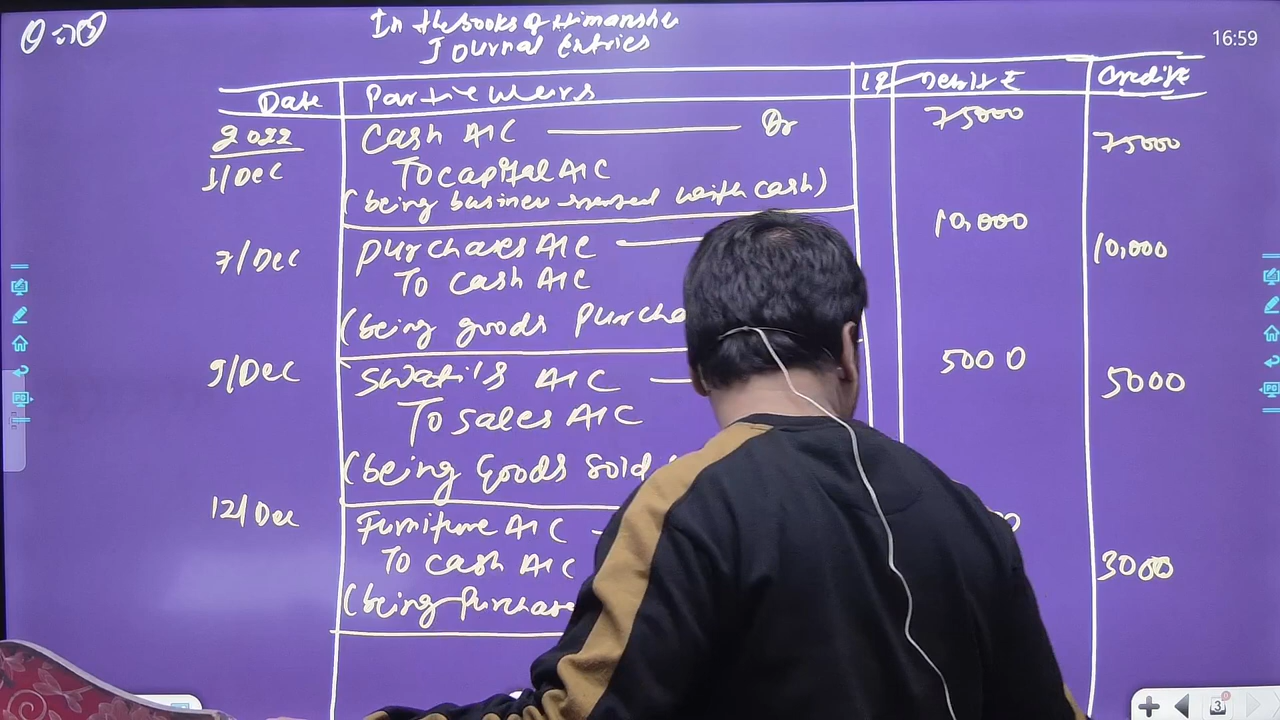 Q =) (5)
In the books of Himanshu
Journal Entries
16:59
Date Particulars LF Debit ₹ Credit ₹
2022 Cash A/C Dr 75000
1/Dec To capital A/C 75000
(being business started with cash)
7/Dec purchases A/C 10,000
To cash A/C 10,000
(being goods purcha
9/Dec Swati's A/C 5000
To sales A/C 5000
(being Goods sold
12/Dec Furniture A/C
To cash A/C 3000
(being purchase
3